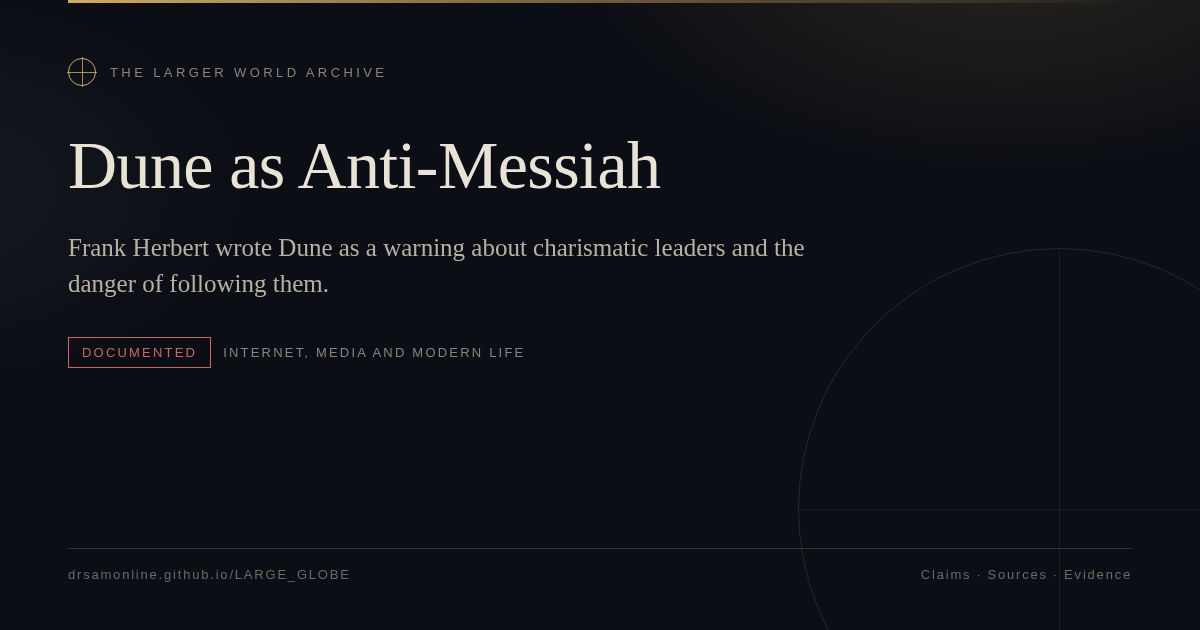 THE LARGER WORLD ARCHIVE
Dune as Anti-Messiah
Frank Herbert wrote Dune as a warning about charismatic leaders and the
danger of following them.
DOCUMENTED INTERNET, MEDIA AND MODERN LIFE
drsamonline.github.io/LARGE_GLOBE Claims · Sources · Evidence